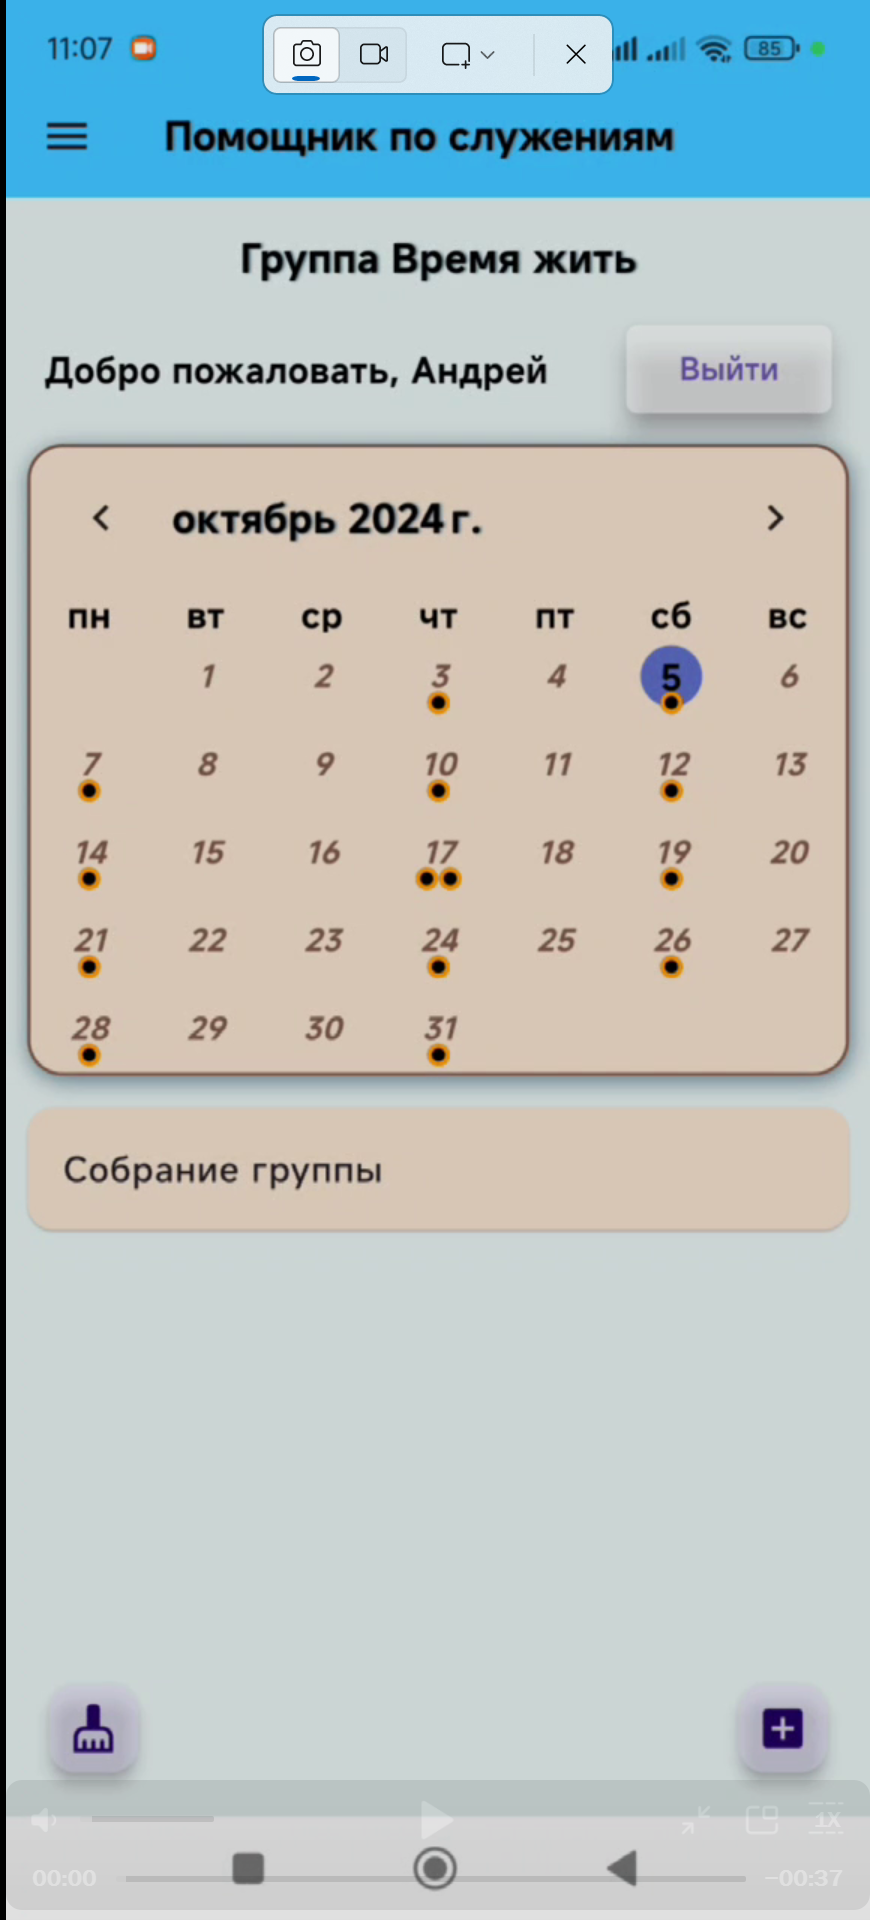 11:07 85
Помощник по служениям
Группа Время жить
Добро пожаловать, Андрей Выйти
октябрь 2024 г.
пн вт ср чт пт сб вс
1 2 3 4 5 6
7 8 9 10 11 12 13
14 15 16 17 18 19 20
21 22 23 24 25 26 27
28 29 30 31
Собрание группы
1X
00:00 −00:37